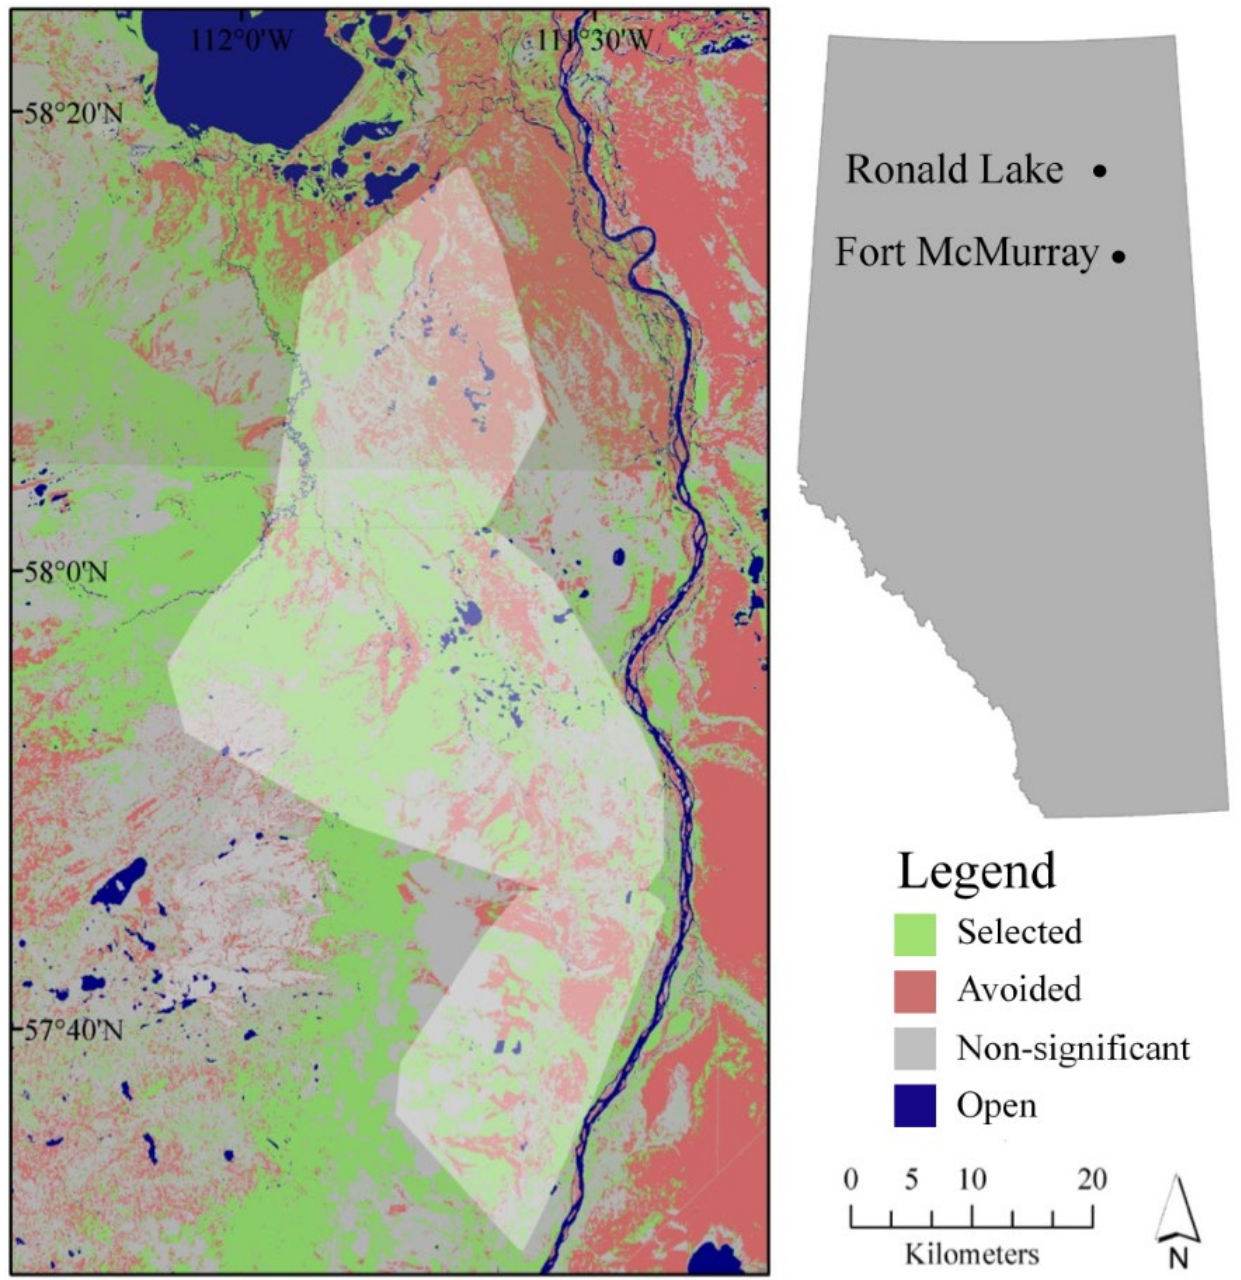 112°0'W
111°30'W
58°20'N
58°0'N
57°40'N
Ronald Lake
Fort McMurray
Legend
Selected
Avoided
Non-significant
Open
0 5 10 20
Kilometers
N